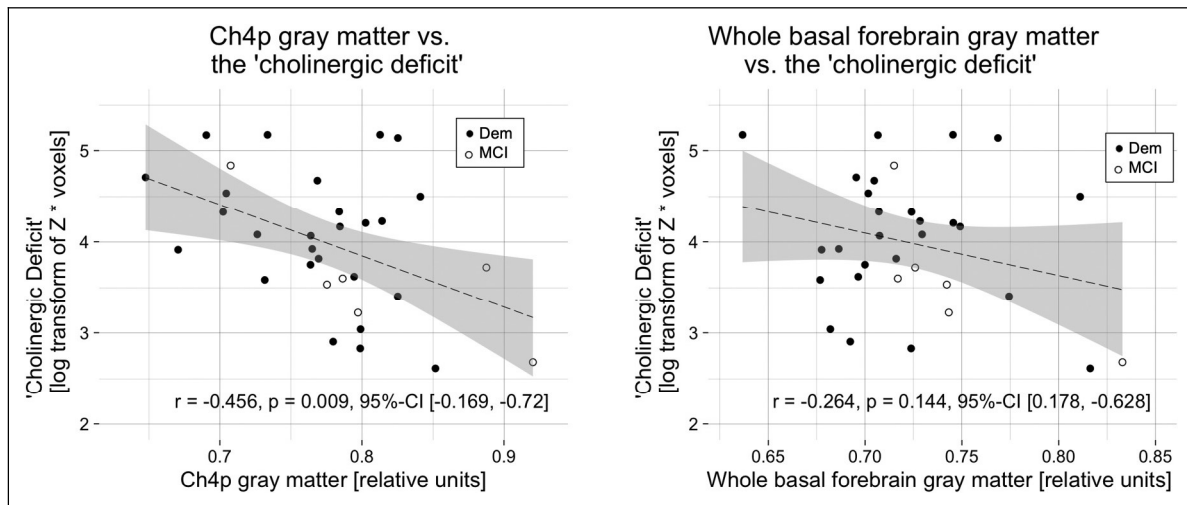 Ch4p gray matter vs.
the 'cholinergic deficit'
'Cholinergic Deficit'
[log transform of Z * voxels]
5
4
3
2
Dem
MCI
r = -0.456, p = 0.009, 95%-CI [-0.169, -0.72]
0.7 0.8 0.9
Ch4p gray matter [relative units]
Whole basal forebrain gray matter
vs. the 'cholinergic deficit'
'Cholinergic Deficit'
[log transform of Z * voxels]
5
4
3
2
Dem
MCI
r = -0.264, p = 0.144, 95%-CI [0.178, -0.628]
0.65 0.70 0.75 0.80 0.85
Whole basal forebrain gray matter [relative units]